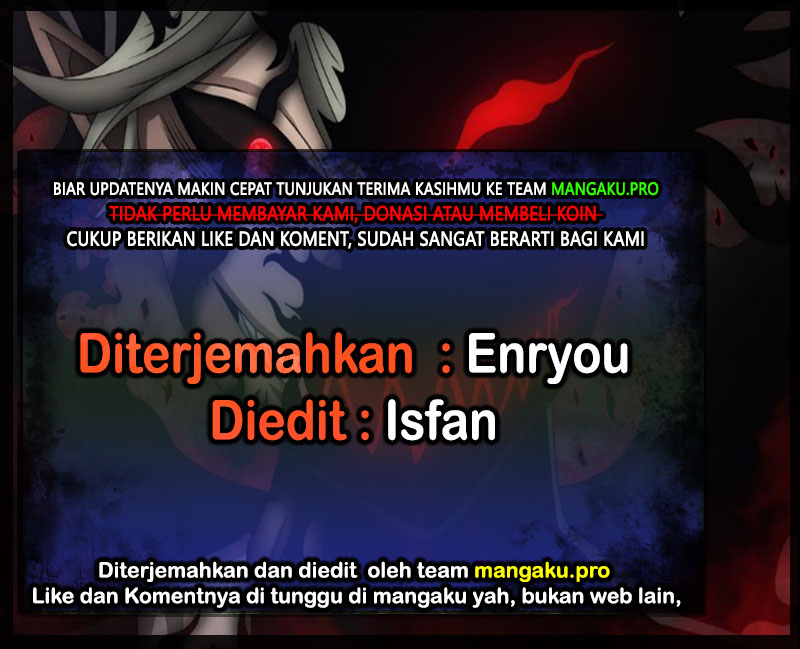 BIAR UPDATENYA MAKIN CEPAT TUNJUKAN TERIMA KASIHMU KE TEAM MANGAKU.PRO
TIDAK PERLU MEMBAYAR KAMI, DONASI ATAU MEMBELI KOIN
CUKUP BERIKAN LIKE DAN KOMENT, SUDAH SANGAT BERARTI BAGI KAMI
Diterjemahkan : Enryou
Diedit : Isfan
Diterjemahkan dan diedit oleh team mangaku.pro
Like dan Komentnya di tunggu di mangaku yah, bukan web lain,